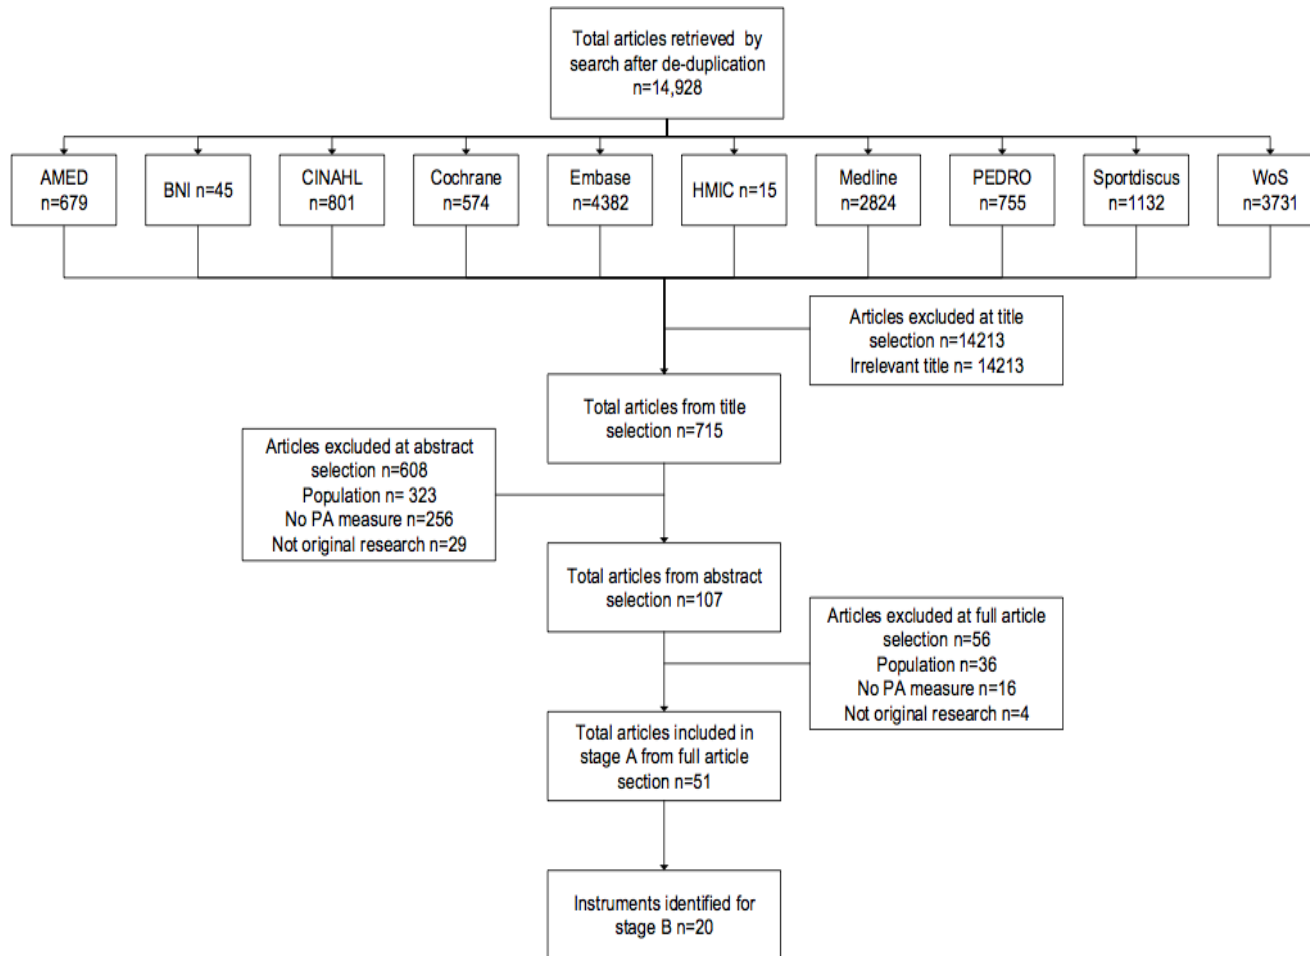 Total articles retrieved by
search after de-duplication
n=14,928
AMED
n=679
BNI n=45
CINAHL
n=801
Cochrane
n=574
Embase
n=4382
HMIC n=15
Medline
n=2824
PEDRO
n=755
Sportdiscus
n=1132
WoS
n=3731
Articles excluded at title
selection n=14213
Irrelevant title n= 14213
Total articles from title
selection n=715
Articles excluded at abstract
selection n=608
Population n= 323
No PA measure n=256
Not original research n=29
Total articles from abstract
selection n=107
Articles excluded at full article
selection n=56
Population n=36
No PA measure n=16
Not original research n=4
Total articles included in
stage A from full article
section n=51
Instruments identified for
stage B n=20